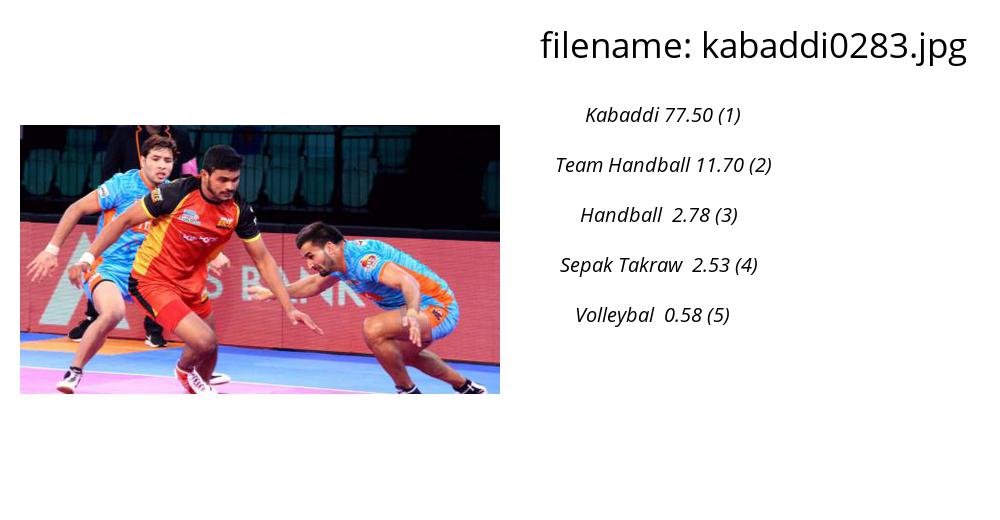 filename: kabaddi0283.jpg
Kabaddi 77.50 (1)
Team Handball 11.70 (2)
Handball 2.78 (3)
Sepak Takraw 2.53 (4)
Volleybal 0.58 (5)
S BANK